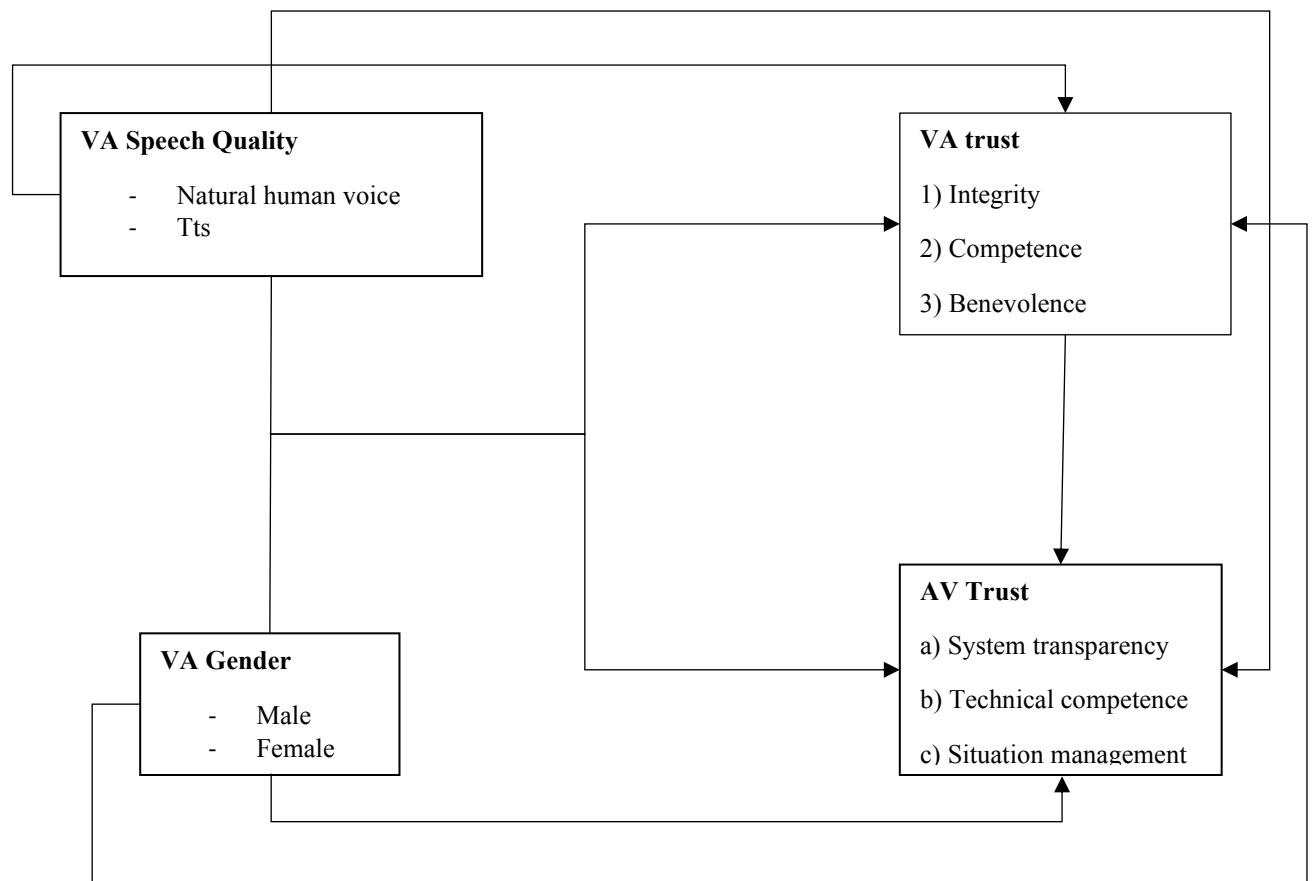 VA Speech Quality
- Natural human voice
- Tts
VA trust
1) Integrity
2) Competence
3) Benevolence
VA Gender
- Male
- Female
AV Trust
a) System transparency
b) Technical competence
c) Situation management